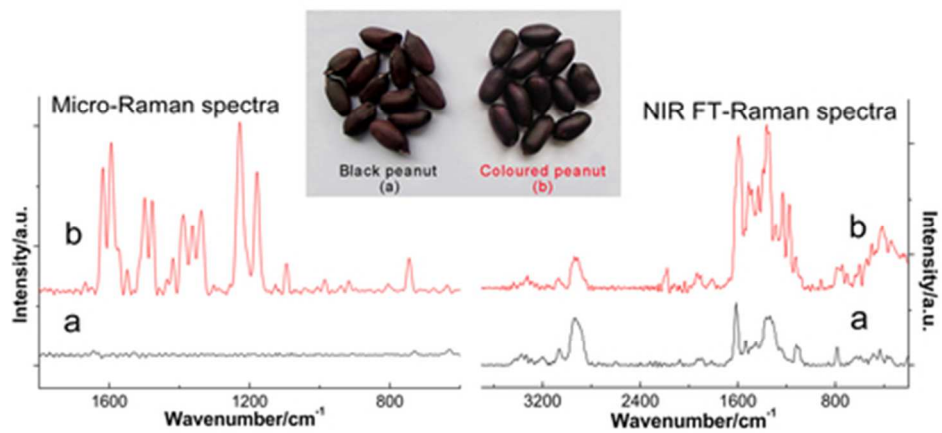 Micro-Raman spectra
NIR FT-Raman spectra
Black peanut
(a)
Coloured peanut
(b)
b
a
b
a
Intensity/a.u.
Intensity/a.u.
1600
1200
800
Wavenumber/cm⁻¹
3200
2400
1600
800
Wavenumber/cm⁻¹